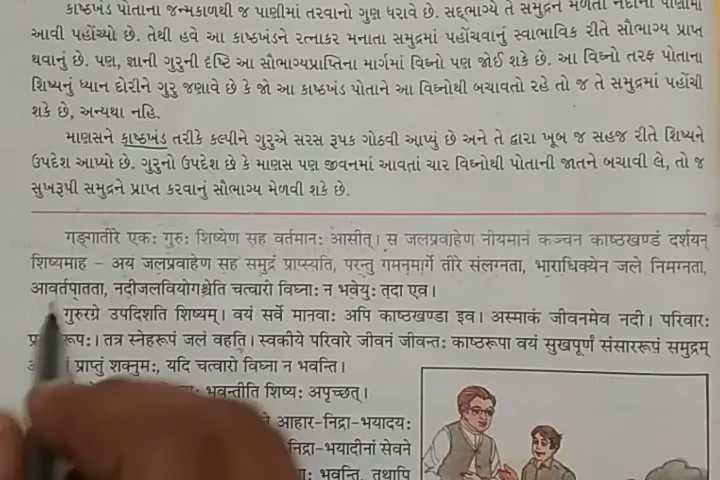 કાષ્ઠખંડ પોતાના જન્મકાળથી જ પાણીમાં તરવાનો ગુણ ધરાવે છે. સદ્ભાગ્યે તે સમુદ્રને મળતી નદીના પાણીમાં
આવી પહોંચ્યો છે. તેથી હવે આ કાષ્ઠખંડને રત્નાકર મનાતા સમુદ્રમાં પહોંચવાનું સ્વાભાવિક રીતે સૌભાગ્ય પ્રાપ્ત
થવાનું છે. પણ, જ્ઞાની ગુરુની દૃષ્ટિ આ સૌભાગ્યપ્રાપ્તિના માર્ગમાં વિઘ્નો પણ જોઈ શકે છે. આ વિઘ્નો તરફ પોતાના
શિષ્યનું ધ્યાન દોરીને ગુરુ જણાવે છે કે જો આ કાષ્ઠખંડ પોતાને આ વિઘ્નોથી બચાવતો રહે તો જ તે સમુદ્રમાં પહોંચી
શકે છે, અન્યથા નહિ.
માણસને કાષ્ઠખંડ તરીકે કલ્પીને ગુરુએ સરસ રૂપક ગોઠવી આપ્યું છે અને તે દ્વારા ખૂબ જ સહજ રીતે શિષ્યને
ઉપદેશ આપ્યો છે. ગુરુનો ઉપદેશ છે કે માણસ પણ જીવનમાં આવતાં ચાર વિઘ્નોથી પોતાની જાતને બચાવી લે, તો જ
સુખરૂપી સમુદ્રને પ્રાપ્ત કરવાનું સૌભાગ્ય મેળવી શકે છે.
गङ्गातीरे एकः गुरुः शिष्येण सह वर्तमानः आसीत्। स जलप्रवाहेण नीयमानं कञ्चन काष्ठखण्डं दर्शयन्
शिष्यमाह – अयं जलप्रवाहेण सह समुद्रं प्राप्स्यति, परन्तु गमनमार्गे तीरे संलग्नता, भाराधिक्येन जले निमग्नता,
आवर्तपातता, नदीजलवियोगश्चेति चत्वारो विघ्नाः न भवेयुः तदा एव।
गुरुरग्रे उपदिशति शिष्यम्। वयं सर्वे मानवाः अपि काष्ठखण्डा इव। अस्माकं जीवनमेव नदी। परिवारः
रूपः। तत्र स्नेहरूपं जलं वहति। स्वकीये परिवारे जीवनं जीवन्तः काष्ठरूपा वयं सुखपूर्णं संसाररूपं समुद्रम्
प्राप्तुं शक्नुमः, यदि चत्वारो विघ्ना न भवन्ति।
भवन्तीति शिष्यः अपृच्छत्।
आहार-निद्रा-भयादयः
निद्रा-भयादीनां सेवने
भवन्ति, तथापि